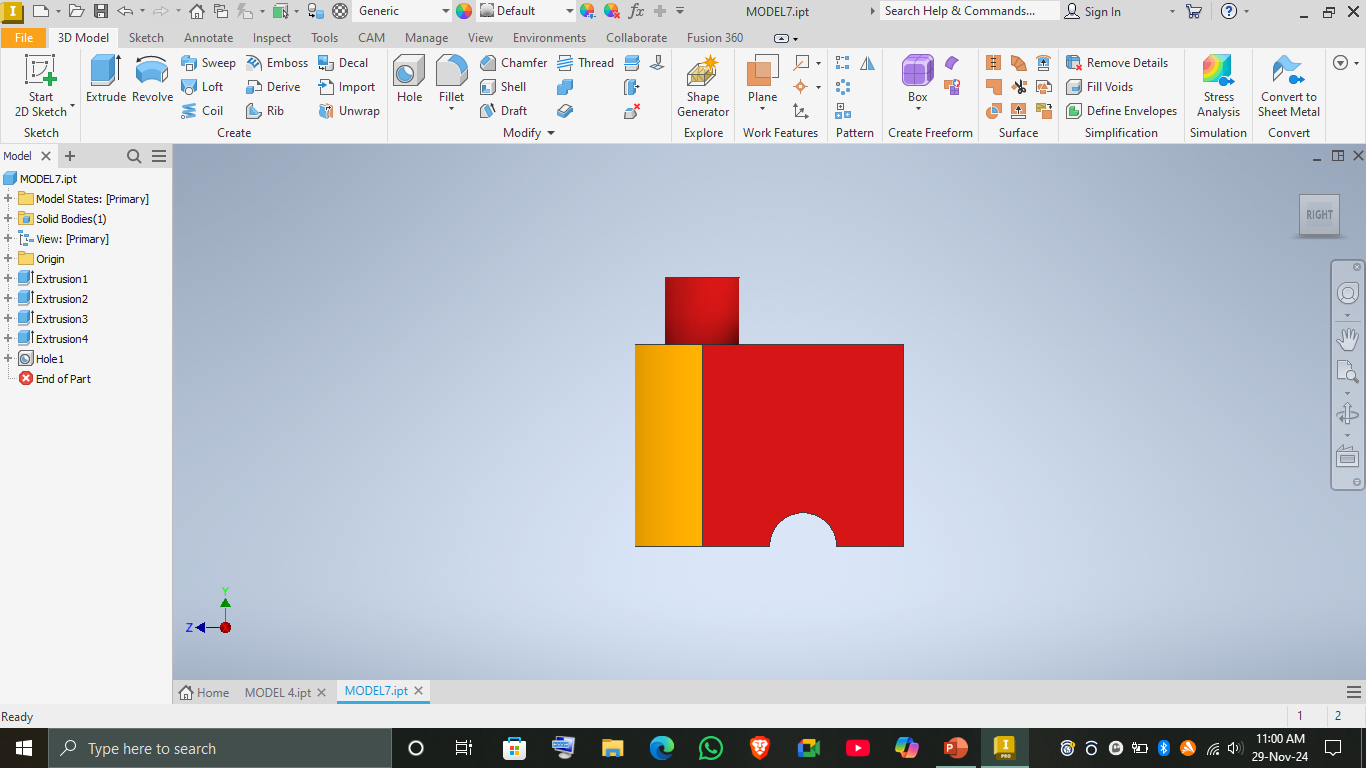 Generic
Default
fx
MODEL7.ipt
Search Help & Commands...
Sign In
File
3D Model
Sketch
Annotate
Inspect
Tools
CAM
Manage
View
Environments
Collaborate
Fusion 360
Start
2D Sketch
Sketch
Extrude
Revolve
Sweep
Emboss
Decal
Loft
Derive
Import
Coil
Rib
Unwrap
Create
Hole
Fillet
Chamfer
Thread
Shell
Draft
Modify
Shape
Generator
Explore
Plane
Work Features
Pattern
Box
Create Freeform
Surface
Remove Details
Fill Voids
Define Envelopes
Simplification
Stress
Analysis
Simulation
Convert to
Sheet Metal
Convert
Model
MODEL7.ipt
Model States: [Primary]
Solid Bodies(1)
View: [Primary]
Origin
Extrusion1
Extrusion2
Extrusion3
Extrusion4
Hole1
End of Part
RIGHT
Y
Z
Home
MODEL 4.ipt
MODEL7.ipt
Ready
1
2
Type here to search
11:00 AM
29-Nov-24